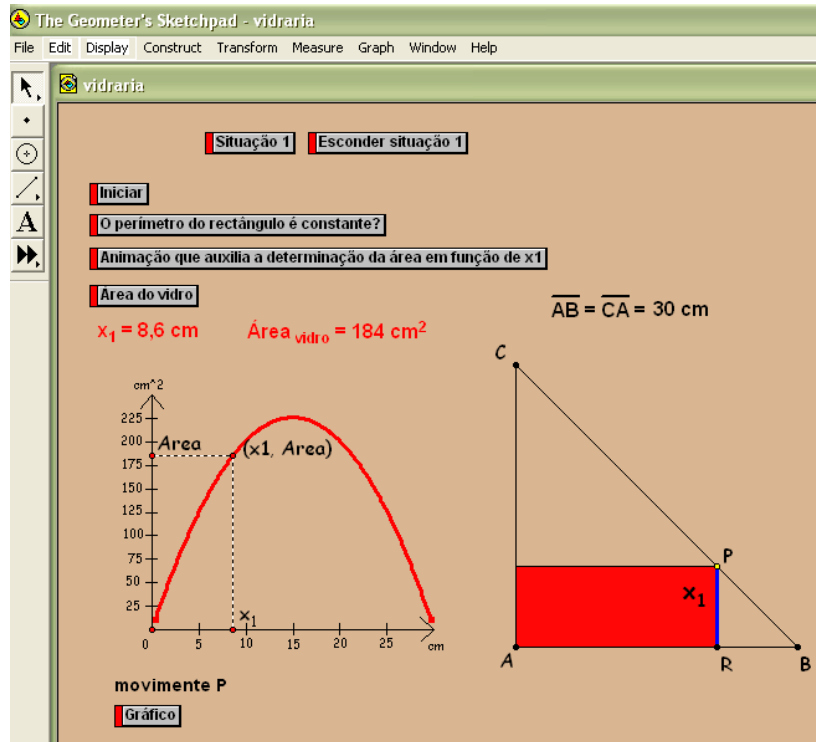 The Geometer's Sketchpad - vidraria
File Edit Display Construct Transform Measure Graph Window Help
vidraria
Situação 1 Esconder situação 1
Iniciar
O perímetro do rectângulo é constante?
Animação que auxilia a determinação da área em função de x1
Área do vidro
AB = CA = 30 cm
x₁ = 8,6 cm Área vidro = 184 cm²
cm^2
225
200
175
150
125
100
75
50
25
Area
(x1, Area)
x₁
0 5 10 15 20 25 cm
C
P
x₁
A R B
A
movimente P
Gráfico